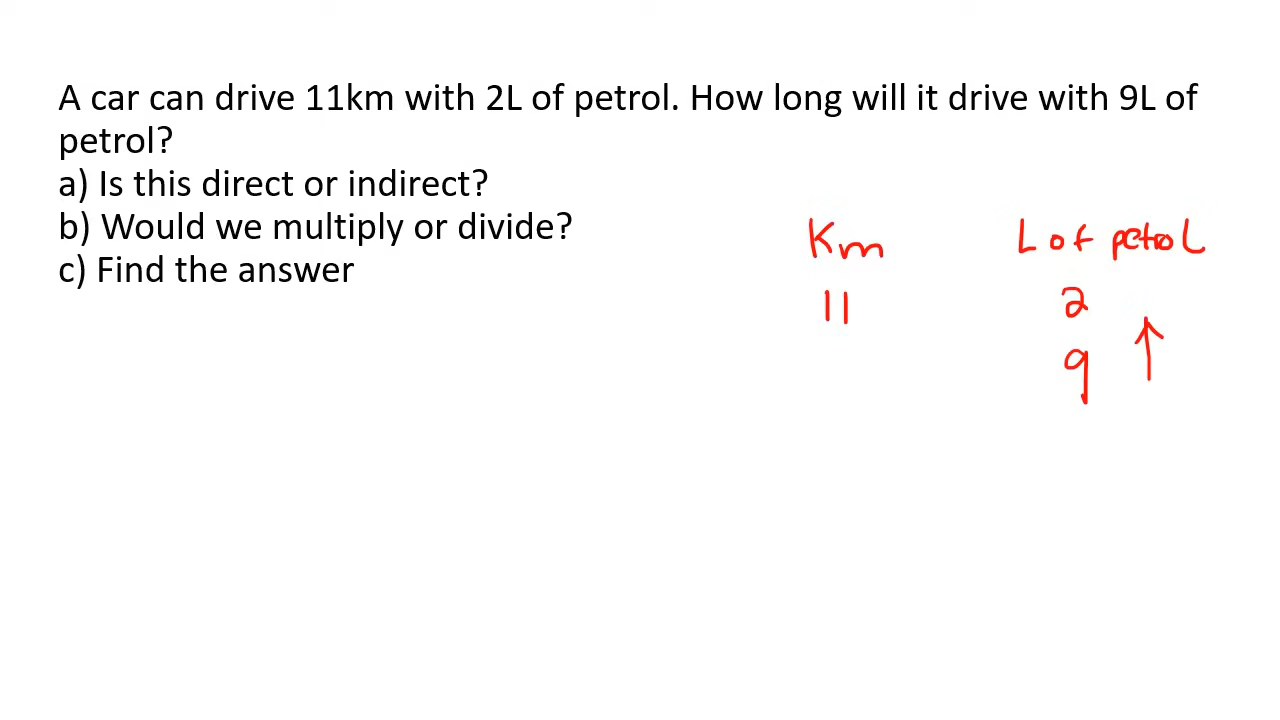 A car can drive 11km with 2L of petrol. How long will it drive with 9L of
petrol?
a) Is this direct or indirect?
b) Would we multiply or divide?
c) Find the answer
Km L of petrol
11 2
9